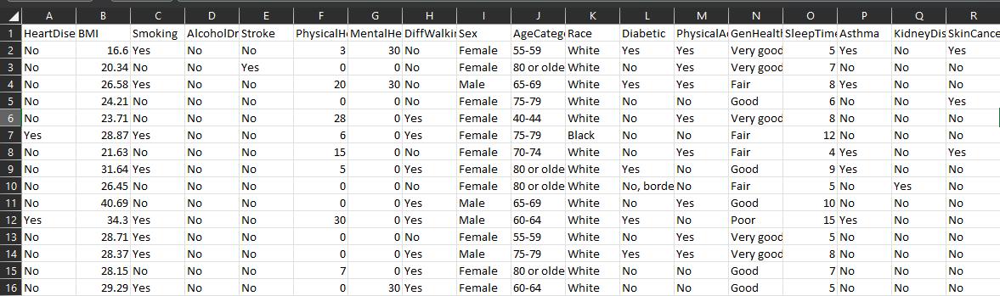 A B C D E F G H I J K L M N O P Q R
1 HeartDise BMI Smoking AlcoholDr Stroke PhysicalHe MentalHe DiffWalkin Sex AgeCateg Race Diabetic PhysicalAc GenHealth SleepTime Asthma KidneyDis SkinCance
2 No 16.6 Yes No No 3 30 No Female 55-59 White Yes Yes Very good 5 Yes No Yes
3 No 20.34 No No Yes 0 0 No Female 80 or olde White No Yes Very good 7 No No No
4 No 26.58 Yes No No 20 30 No Male 65-69 White Yes Yes Fair 8 Yes No No
5 No 24.21 No No No 0 0 No Female 75-79 White No No Good 6 No No Yes
6 No 23.71 No No No 28 0 Yes Female 40-44 White No Yes Very good 8 No No No
7 Yes 28.87 Yes No No 6 0 Yes Female 75-79 Black No No Fair 12 No No No
8 No 21.63 No No No 15 0 No Female 70-74 White No Yes Fair 4 Yes No Yes
9 No 31.64 Yes No No 5 0 Yes Female 80 or olde White Yes No Good 9 Yes No No
10 No 26.45 No No No 0 0 No Female 80 or olde White No, borde No Fair 5 No Yes No
11 No 40.69 No No No 0 0 Yes Male 65-69 White No Yes Good 10 No No No
12 Yes 34.3 Yes No No 30 0 Yes Male 60-64 White Yes No Poor 15 Yes No No
13 No 28.71 Yes No No 0 0 No Female 55-59 White No Yes Very good 5 No No No
14 No 28.37 Yes No No 0 0 Yes Male 75-79 White Yes Yes Very good 8 No No No
15 No 28.15 No No No 7 0 Yes Female 80 or olde White No No Good 7 No No No
16 No 29.29 Yes No No 0 30 Yes Female 60-64 White No No Good 5 No No No